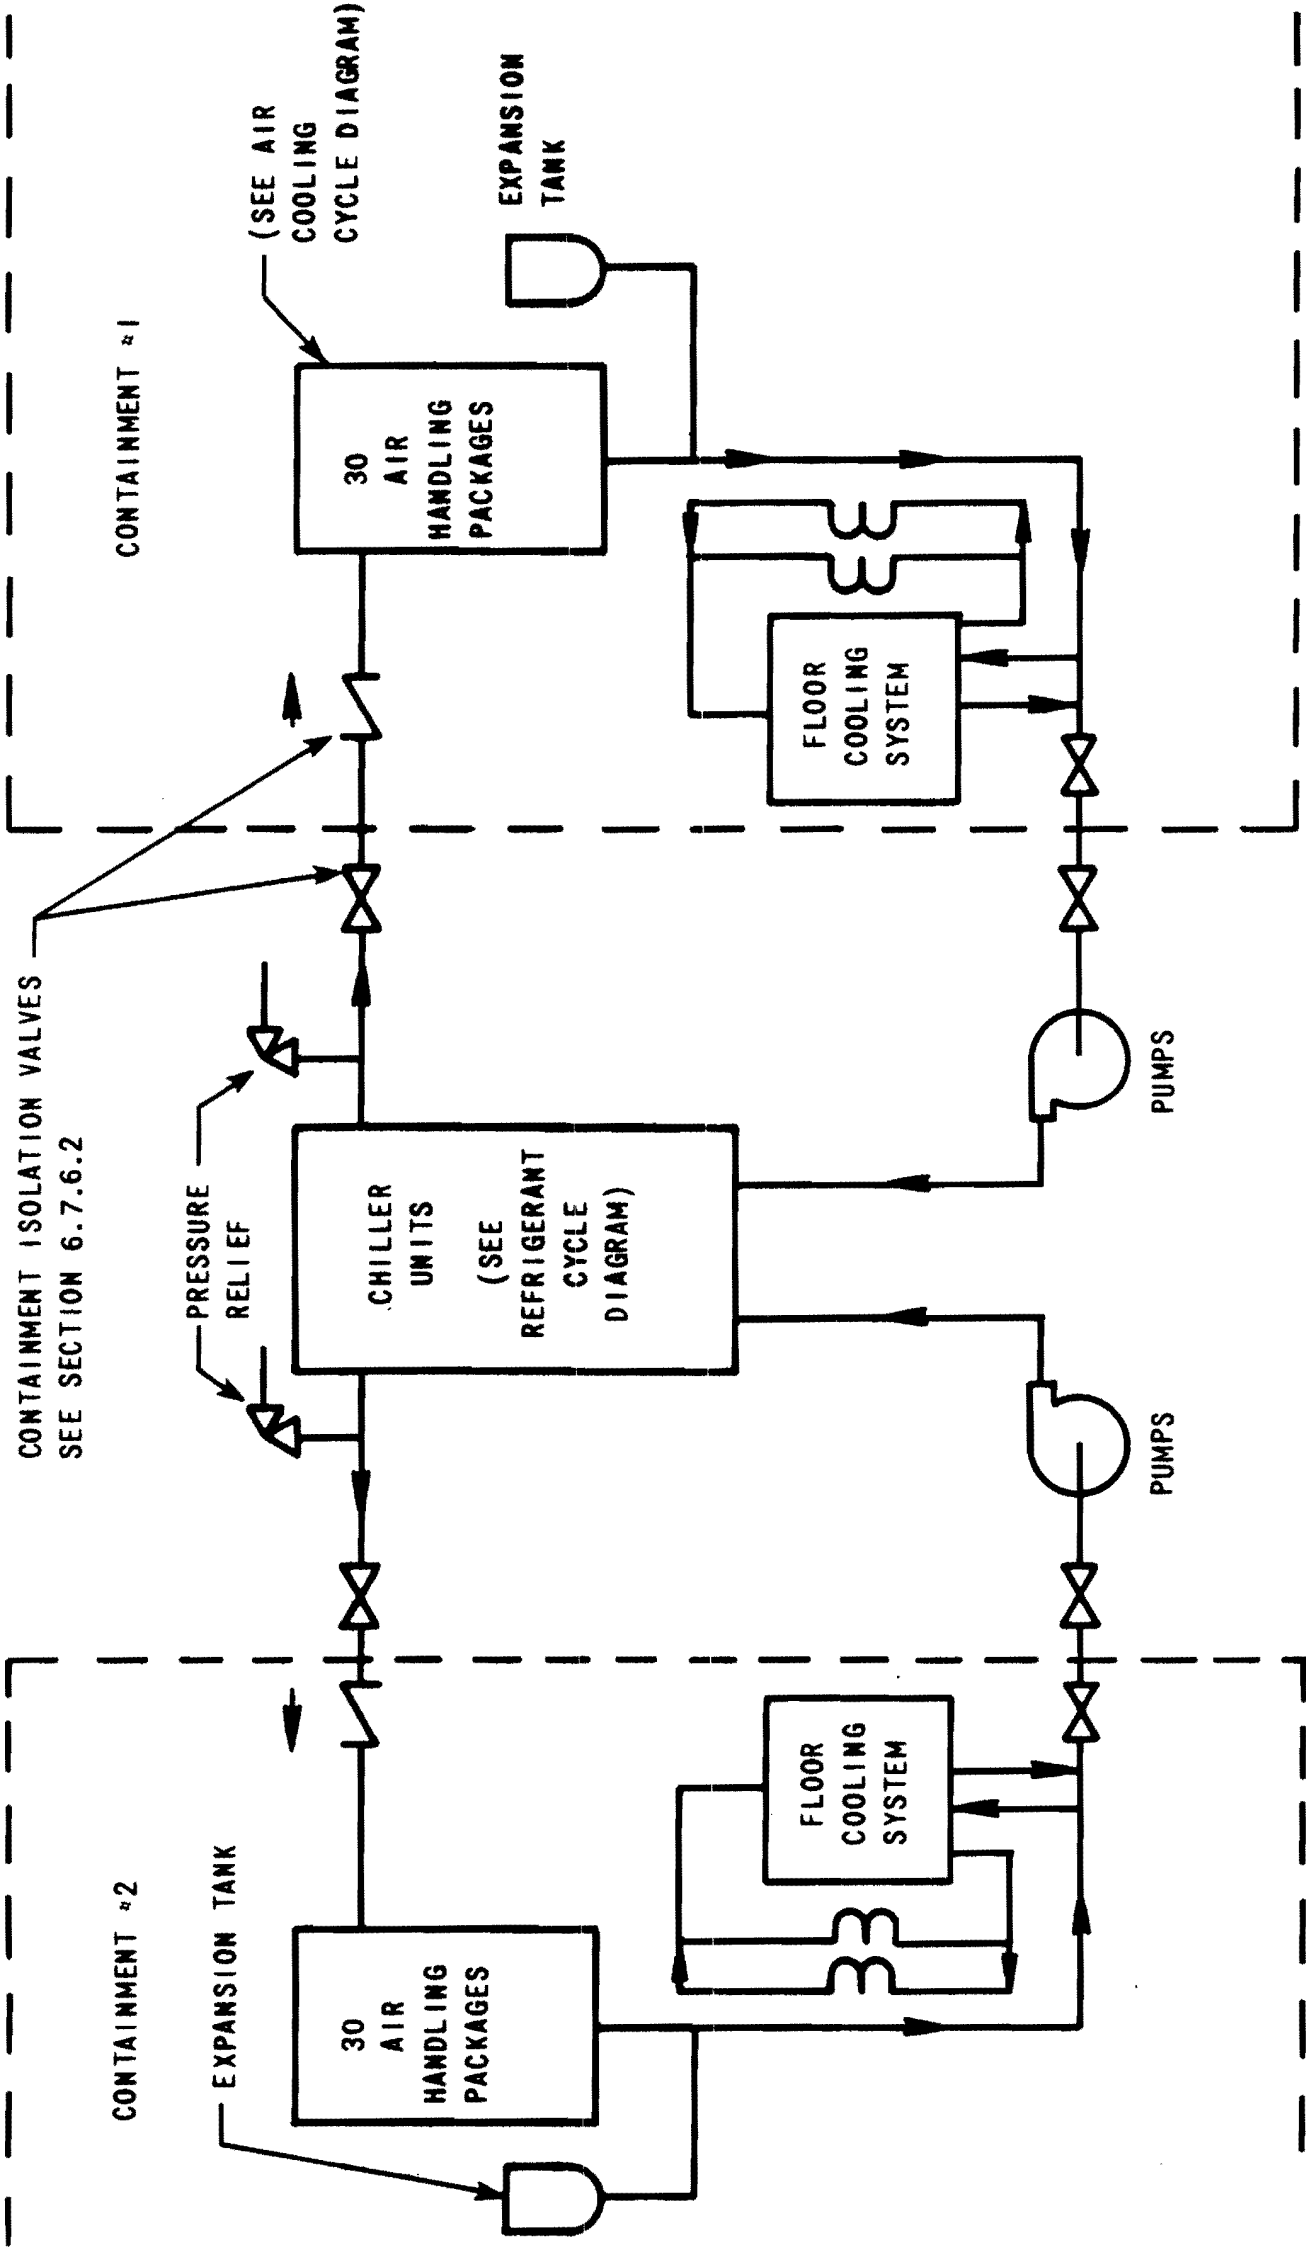 CONTAINMENT ISOLATION VALVES
SEE SECTION 6.7.6.2
CONTAINMENT #2
CONTAINMENT #1
EXPANSION TANK
PRESSURE
RELIEF
(SEE AIR
COOLING
CYCLE DIAGRAM)
30
AIR
HANDLING
PACKAGES
CHILLER
UNITS
(SEE
REFRIGERANT
CYCLE
DIAGRAM)
30
AIR
HANDLING
PACKAGES
EXPANSION
TANK
FLOOR
COOLING
SYSTEM
FLOOR
COOLING
SYSTEM
PUMPS
PUMPS